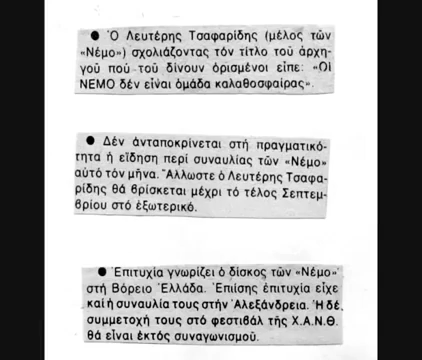 ● Ὁ Λευτέρης Τσαφαρίδης (μέλος τῶν
«Νέμο») σχολιάζοντας τόν τίτλο τοῦ ἀρχη-
γοῦ πού τοῦ δίνουν ὁρισμένοι εἶπε: «Οἱ
ΝΕΜΟ δέν εἶναι ὁμάδα καλαθοσφαίρας».
● Δέν ἀνταποκρίνεται στή πραγματικό-
τητα ἡ εἴδηση περί συναυλίας τῶν «Νέμο»
αὐτό τόν μῆνα. Ἄλλωστε ὁ Λευτέρης Τσαφα-
ρίδης θά βρίσκεται μέχρι τό τέλος Σεπτεμ-
βρίου στό ἐξωτερικό.
● Ἐπιτυχία γνωρίζει ὁ δίσκος τῶν «Νέμο»
στή Βόρειο Ἑλλάδα. Ἐπιίσης ἐπιτυχία εἶχε
καί ἡ συναυλία τους στήν Ἀλεξάνδρεια. Ἡ δέ
συμμετοχή τους στό φεστιβάλ τῆς Χ.Α.Ν.Θ.
θά εἶναι ἐκτός συναγωνισμοῦ.